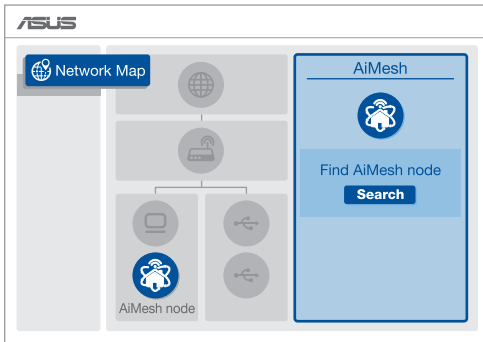 ASUS
Network Map
AiMesh
Find AiMesh node
Search
AiMesh node